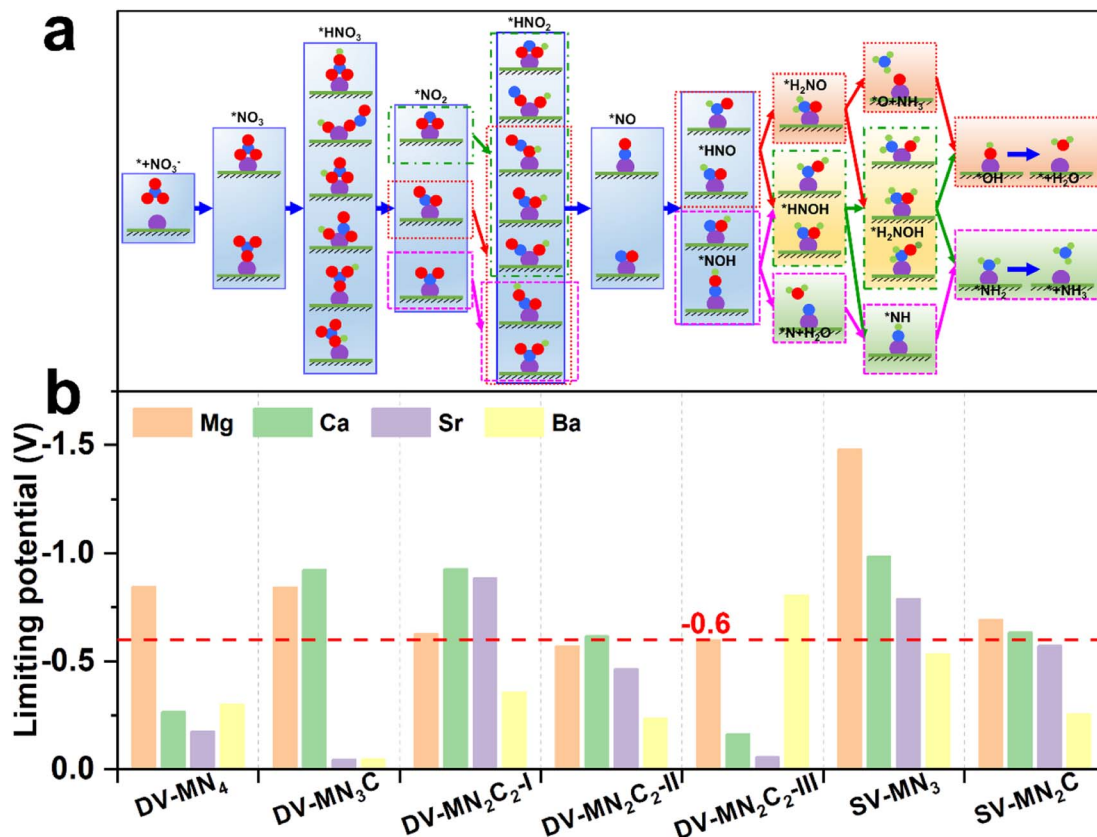 a
*+NO₃⁻
*NO₃
*HNO₃
*NO₂
*HNO₂
*NO
*HNO
*NOH
*H₂NO
*HNOH
*N+H₂O
*O+NH₃
*H₂NOH
*NH
*OH
*+H₂O
*NH₂
*+NH₃
b
Mg
Ca
Sr
Ba
Limiting potential (V)
-1.5
-1.0
-0.5
0.0
-0.6
DV-MN₄
DV-MN₃C
DV-MN₂C₂-I
DV-MN₂C₂-II
DV-MN₂C₂-III
SV-MN₃
SV-MN₂C